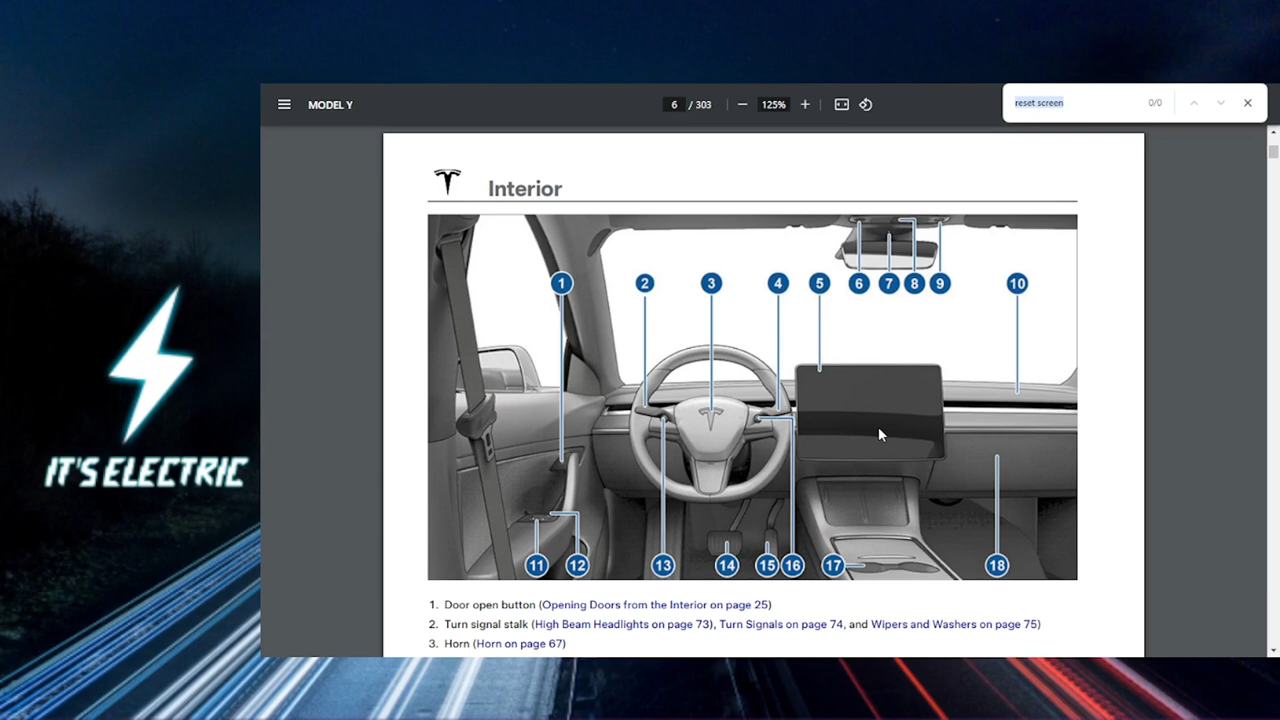 MODEL Y
6 / 303
125%
reset screen
0/0
Interior
1 2 3 4 5 6 7 8 9 10
11 12 13 14 15 16 17 18
IT'S ELECTRIC
1. Door open button (Opening Doors from the Interior on page 25)
2. Turn signal stalk (High Beam Headlights on page 73), Turn Signals on page 74, and Wipers and Washers on page 75)
3. Horn (Horn on page 67)